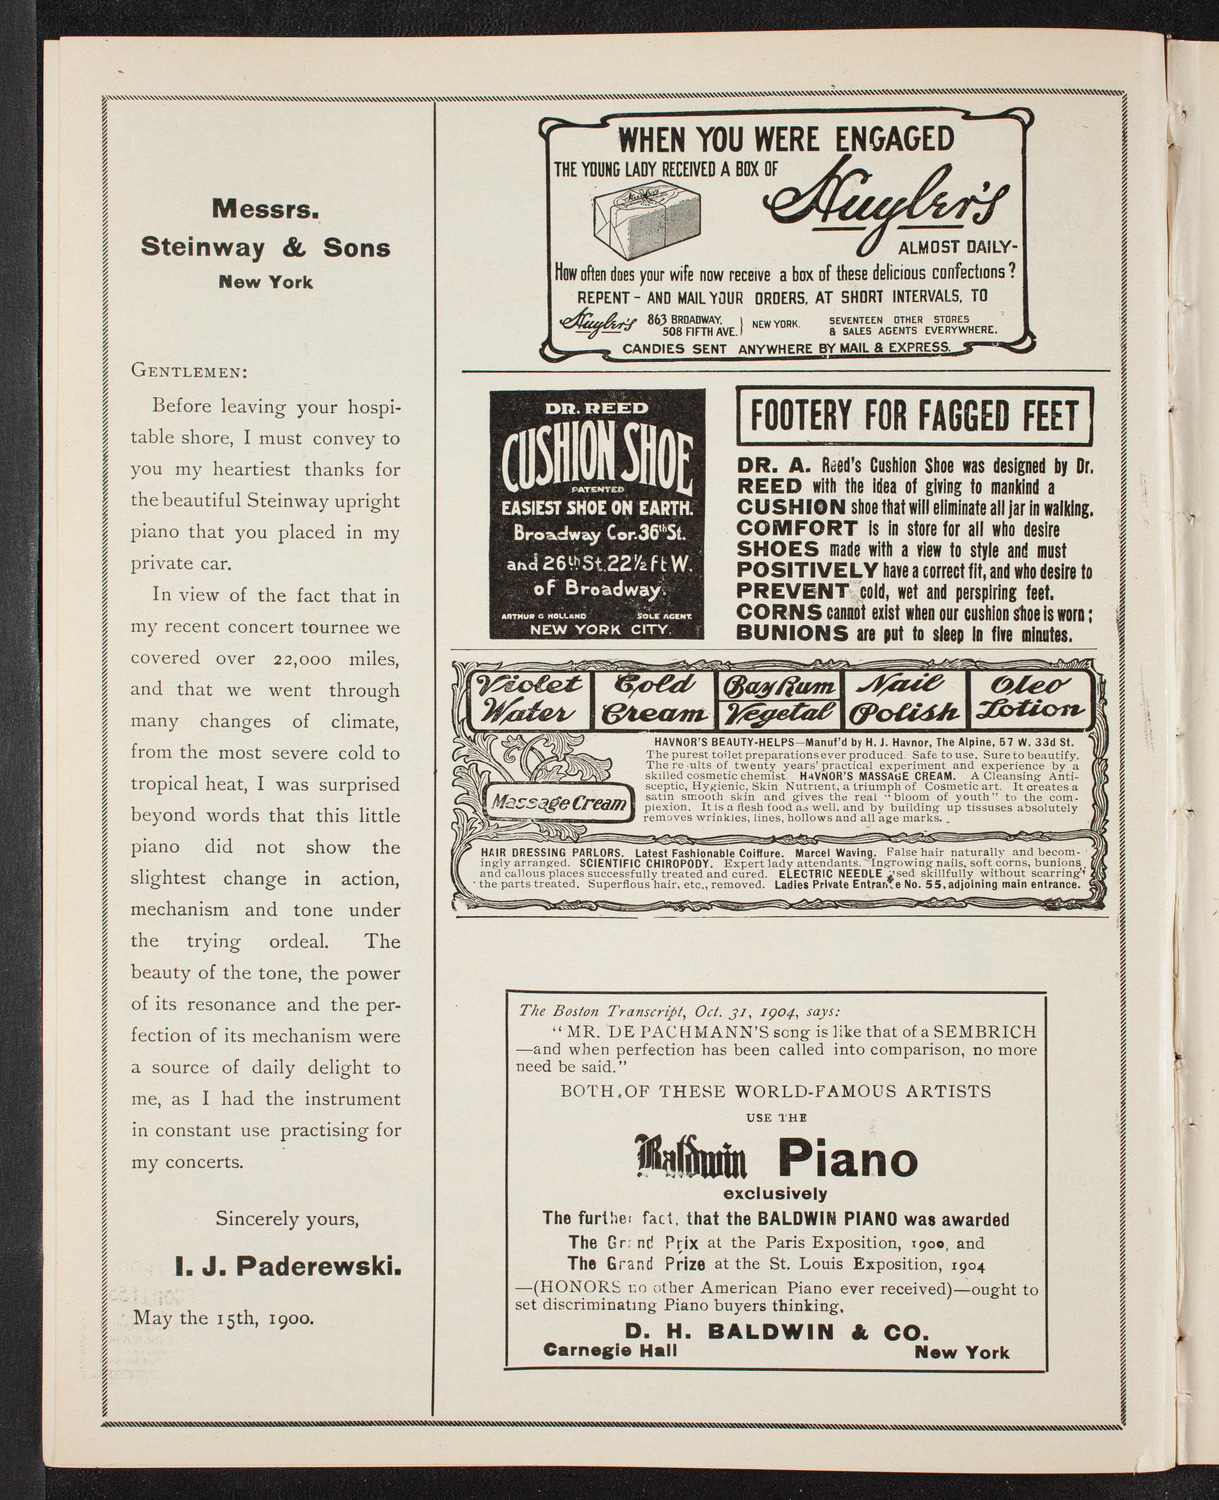 Messrs.
Steinway & Sons
New York
GENTLEMEN:
Before leaving your hospi-
table shore, I must convey to
you my heartiest thanks for
the beautiful Steinway upright
piano that you placed in my
private car.
In view of the fact that in
my recent concert tournee we
covered over 22,000 miles,
and that we went through
many changes of climate,
from the most severe cold to
tropical heat, I was surprised
beyond words that this little
piano did not show the
slightest change in action,
mechanism and tone under
the trying ordeal. The
beauty of the tone, the power
of its resonance and the per-
fection of its mechanism were
a source of daily delight to
me, as I had the instrument
in constant use practising for
my concerts.
Sincerely yours,
I. J. Paderewski.
May the 15th, 1900.
WHEN YOU WERE ENGAGED
THE YOUNG LADY RECEIVED A BOX OF
Huyler's
ALMOST DAILY-
How often does your wife now receive a box of these delicious confections?
REPENT - AND MAIL YOUR ORDERS, AT SHORT INTERVALS, TO
Huyler's 863 BROADWAY, 508 FIFTH AVE. } NEW YORK. SEVENTEEN OTHER STORES & SALES AGENTS EVERYWHERE.
CANDIES SENT ANYWHERE BY MAIL & EXPRESS.
DR. REED
CUSHION SHOE
PATENTED
EASIEST SHOE ON EARTH.
Broadway Cor. 36th St.
and 26th St. 22½ ft W.
of Broadway.
ARTHUR G HOLLAND SOLE AGENT.
NEW YORK CITY.
FOOTERY FOR FAGGED FEET
DR. A. Reed's Cushion Shoe was designed by Dr.
REED with the idea of giving to mankind a
CUSHION shoe that will eliminate all jar in walking.
COMFORT is in store for all who desire
SHOES made with a view to style and must
POSITIVELY have a correct fit, and who desire to
PREVENT cold, wet and perspiring feet.
CORNS cannot exist when our cushion shoe is worn;
BUNIONS are put to sleep in five minutes.
Violet Water
Cold Cream
Bay Rum
Vegetal
Nail Polish
Oleo Lotion
Massage Cream
HAVNOR'S BEAUTY-HELPS—Manuf'd by H. J. Havnor, The Alpine, 57 W. 33d St.
The purest toilet preparations ever produced. Safe to use. Sure to beautify.
The re ults of twenty years' practical experiment and experience by a
skilled cosmetic chemist HAVNOR'S MASSAGE CREAM. A Cleansing Anti-
sceptic, Hygienic, Skin Nutrient, a triumph of Cosmetic art. It creates a
satin smooth skin and gives the real "bloom of youth" to the com-
plexion. It is a flesh food as well, and by building up tissues absolutely
removes wrinkles, lines, hollows and all age marks.
HAIR DRESSING PARLORS. Latest Fashionable Coiffure. Marcel Waving. False hair naturally and becom-
ingly arranged. SCIENTIFIC CHIROPODY. Expert lady attendants. Ingrowing nails, soft corns, bunions
and callous places successfully treated and cured. ELECTRIC NEEDLE used skillfully without scarring
the parts treated. Superflous hair, etc., removed. Ladies Private Entrance No. 55, adjoining main entrance.
The Boston Transcript, Oct. 31, 1904, says:
"MR. DE PACHMANN'S song is like that of a SEMBRICH
—and when perfection has been called into comparison, no more
need be said."
BOTH OF THESE WORLD-FAMOUS ARTISTS
USE THE
Baldwin Piano
exclusively
The further fact, that the BALDWIN PIANO was awarded
The Grand Prix at the Paris Exposition, 1900, and
The Grand Prize at the St. Louis Exposition, 1904
—(HONORS no other American Piano ever received)—ought to
set discriminating Piano buyers thinking.
D. H. BALDWIN & CO.
Carnegie Hall New York